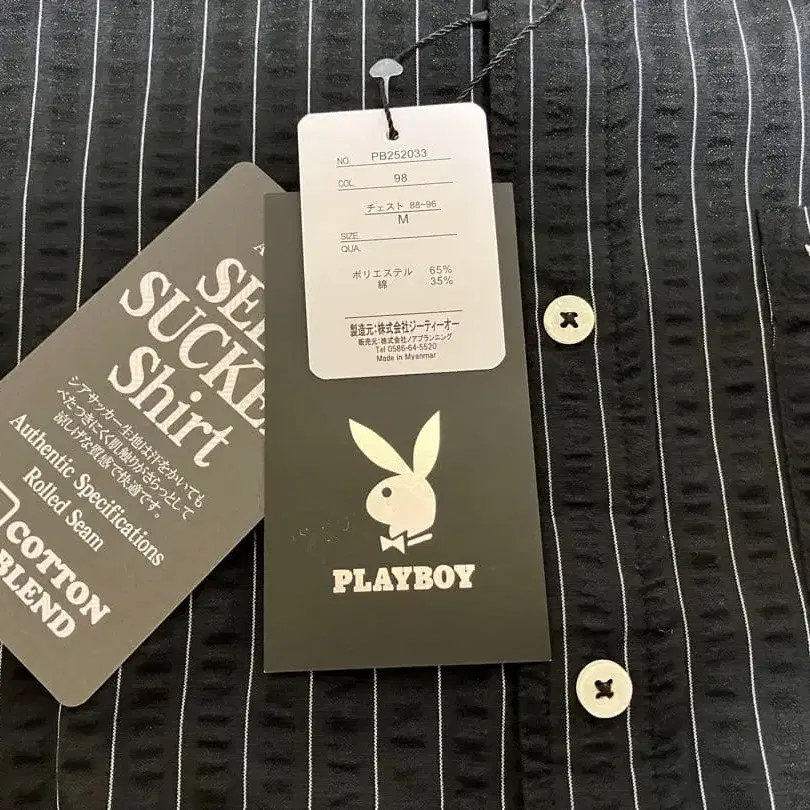 NO. PB252033
COL. 98
チェスト 88-96
SIZE. M
QUA.
ポリエステル 65%
綿 35%
製造元:株式会社ジーティーオー
販売元:株式会社ノアプランニング
Tel 0586-64-5520
Made in Myanmar
PLAYBOY
SUCKE
Shirt
シアサッカー生地は汗をかいても
べたつきにくく肌触りがさらっとして
涼しげな質感で快適です。
Authentic Specifications
Rolled Seam
COTTON
BLEND